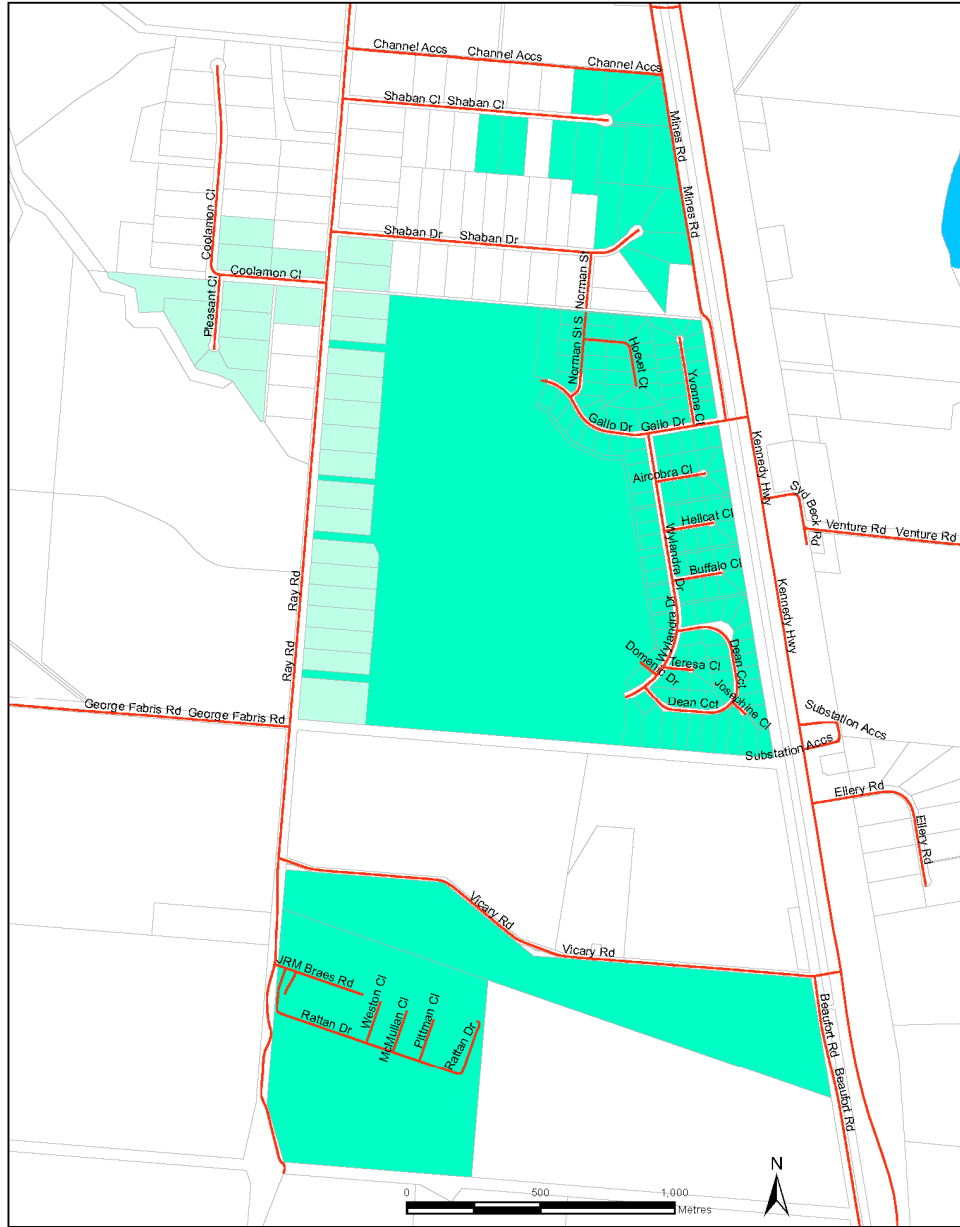 Channel Accs Channel Accs Channel Accs
Shaban Cl Shaban Cl
Mines Rd
Mines Rd
Coolamon Cl
Shaban Dr Shaban Dr
Norman St
Coolamon Cl
Pleasant Cl
Norman St S
Hoevet Ct
Yvonne Cl
Gallo Dr Gallo Dr
Kennedy Hwy
Aircobra Cl
Syd Beck Rd
Hellcat Cl
Venture Rd Venture Rd
Wylandra Dr
Buffalo Cl
Ray Rd
Kennedy Hwy
Wylandra Dr
Ray Rd
Domenic Dr
Teresa Cl
Dean Cct
Josephine Cl
Dean Cct
George Fabris Rd George Fabris Rd
Substation Accs
Substation Accs
Ellery Rd
Ellery Rd
Vicary Rd
Vicary Rd
JRM Braes Rd
Weston Cl
McMullan Cl
Pittman Cl
Rattan Dr
Rattan Dr
Beaufort Rd
Beaufort Rd
N
0 500 1,000
Metres